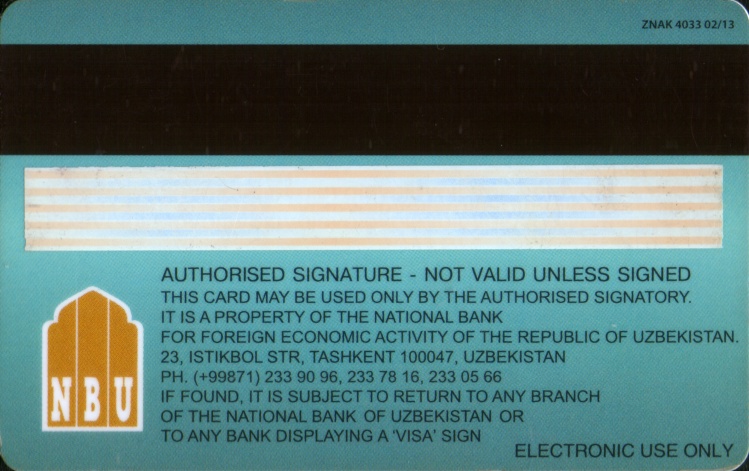 ZNAK 4033 02/13
AUTHORISED SIGNATURE - NOT VALID UNLESS SIGNED
THIS CARD MAY BE USED ONLY BY THE AUTHORISED SIGNATORY.
IT IS A PROPERTY OF THE NATIONAL BANK
FOR FOREIGN ECONOMIC ACTIVITY OF THE REPUBLIC OF UZBEKISTAN.
23, ISTIKBOL STR, TASHKENT 100047, UZBEKISTAN
PH. (+99871) 233 90 96, 233 78 16, 233 05 66
IF FOUND, IT IS SUBJECT TO RETURN TO ANY BRANCH
OF THE NATIONAL BANK OF UZBEKISTAN OR
TO ANY BANK DISPLAYING A 'VISA' SIGN
NBU
ELECTRONIC USE ONLY